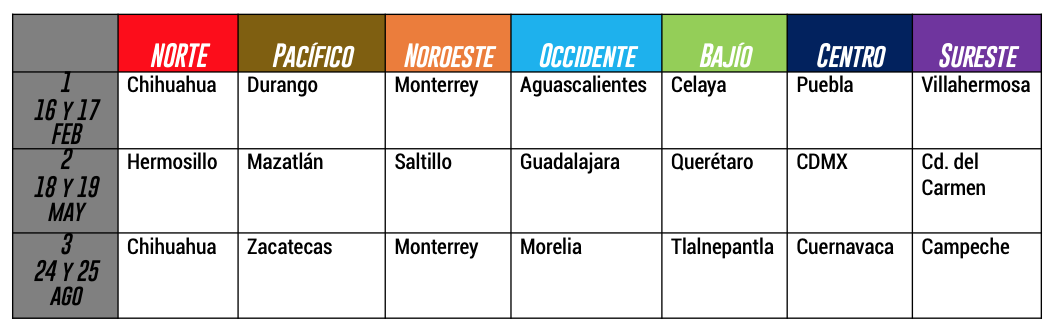 NORTE PACÍFICO NOROESTE OCCIDENTE BAJÍO CENTRO SURESTE
1
16 Y 17
FEB
Chihuahua Durango Monterrey Aguascalientes Celaya Puebla Villahermosa
2
18 Y 19
MAY
Hermosillo Mazatlán Saltillo Guadalajara Querétaro CDMX Cd. del
Carmen
3
24 Y 25
AGO
Chihuahua Zacatecas Monterrey Morelia Tlalnepantla Cuernavaca Campeche